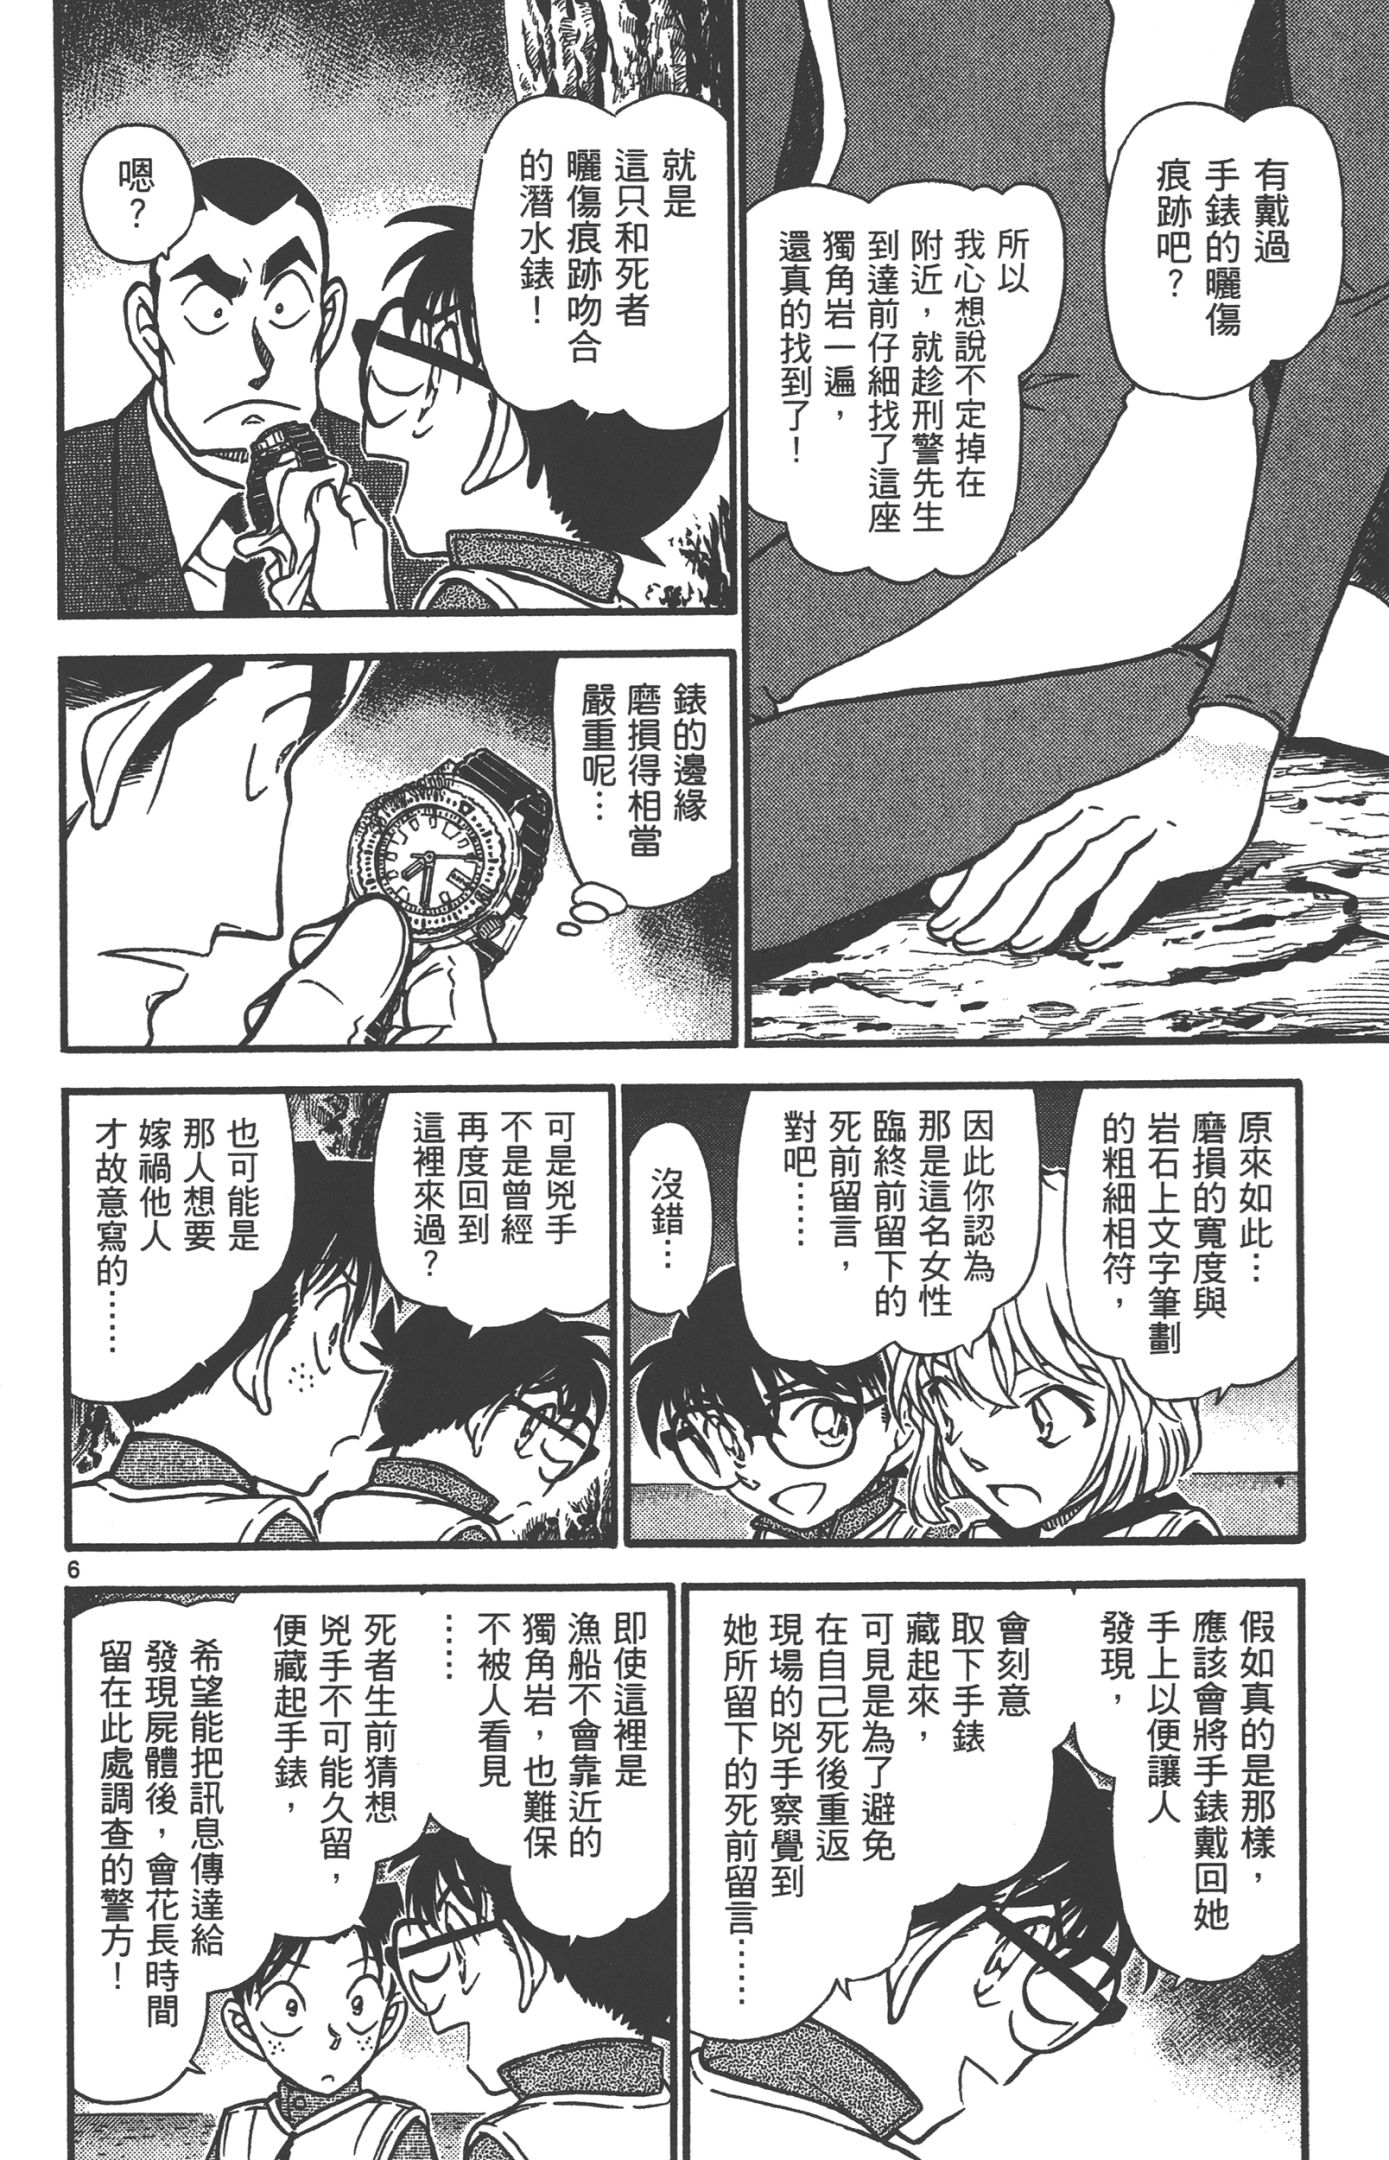 有戴過
手錶的曬傷
痕跡吧?
所以
我心想說不定掉在
附近,就趁刑警先生
到達前仔細找了這座
獨角岩一遍,
還真的找到了!
就是
這只和死者
曬傷痕跡吻合
的潛水錶!
嗯?
錶的邊緣
磨損得相當
嚴重呢…
原來如此…
磨損的寬度與
岩石上文字筆劃
的粗細相符,
因此你認為
那是這名女性
臨終前留下的
死前留言,
對吧……
沒錯…
可是兇手
不是曾經
再度回到
這裡來過?
也可能是
那人想要
嫁禍他人
才故意寫的……
假如真的是那樣,
應該會將手錶戴回她
手上以便讓人
發現,
會刻意
取下手錶
藏起來,
可見是為了避免
在自己死後重返
現場的兇手察覺到
她所留下的死前留言……
即使這裡是
漁船不會靠近的
獨角岩,也難保
不被人看見
……
死者生前猜想
兇手不可能久留,
便藏起手錶,
希望能把訊息傳達給
發現屍體後,會花長時間
留在此處調查的警方!
6